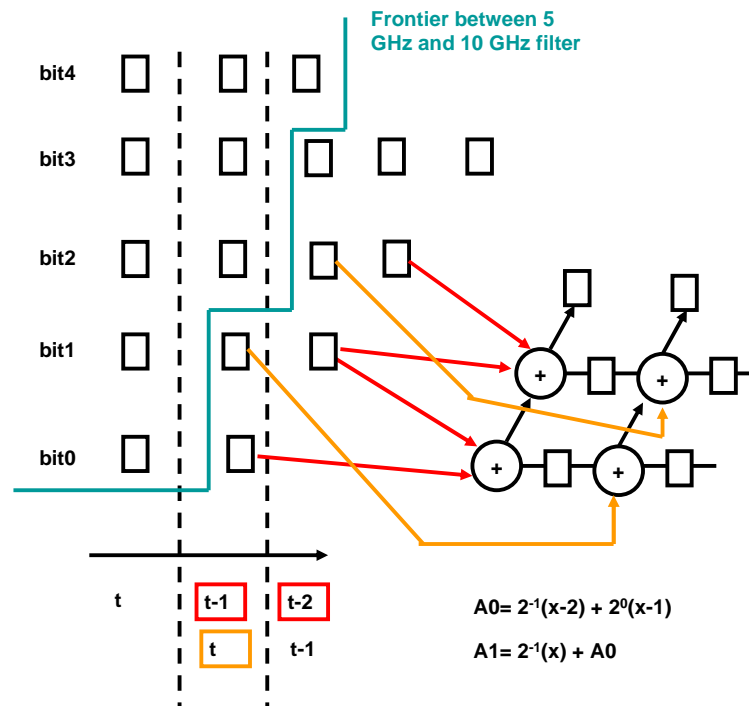 Frontier between 5
GHz and 10 GHz filter
bit4
bit3
bit2
bit1
+ +
bit0
+ +
t t-1 t-2
t t-1
A0= 2⁻¹(x-2) + 2⁰(x-1)
A1= 2⁻¹(x) + A0